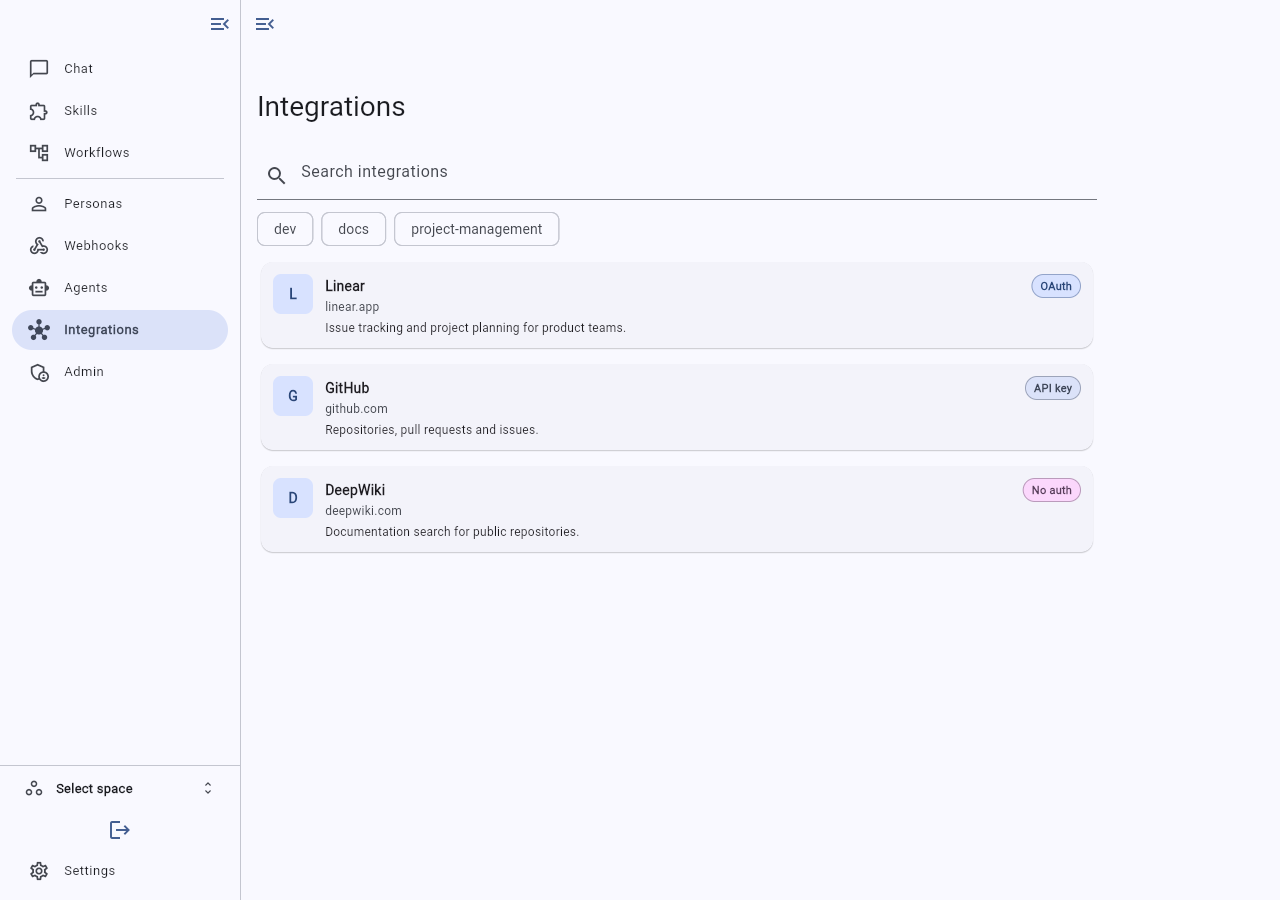 Chat
Skills
Workflows
Personas
Webhooks
Agents
Integrations
Admin
Select space
Settings
Integrations
Search integrations
dev
docs
project-management
L
Linear
OAuth
linear.app
Issue tracking and project planning for product teams.
G
GitHub
API key
github.com
Repositories, pull requests and issues.
D
DeepWiki
No auth
deepwiki.com
Documentation search for public repositories.